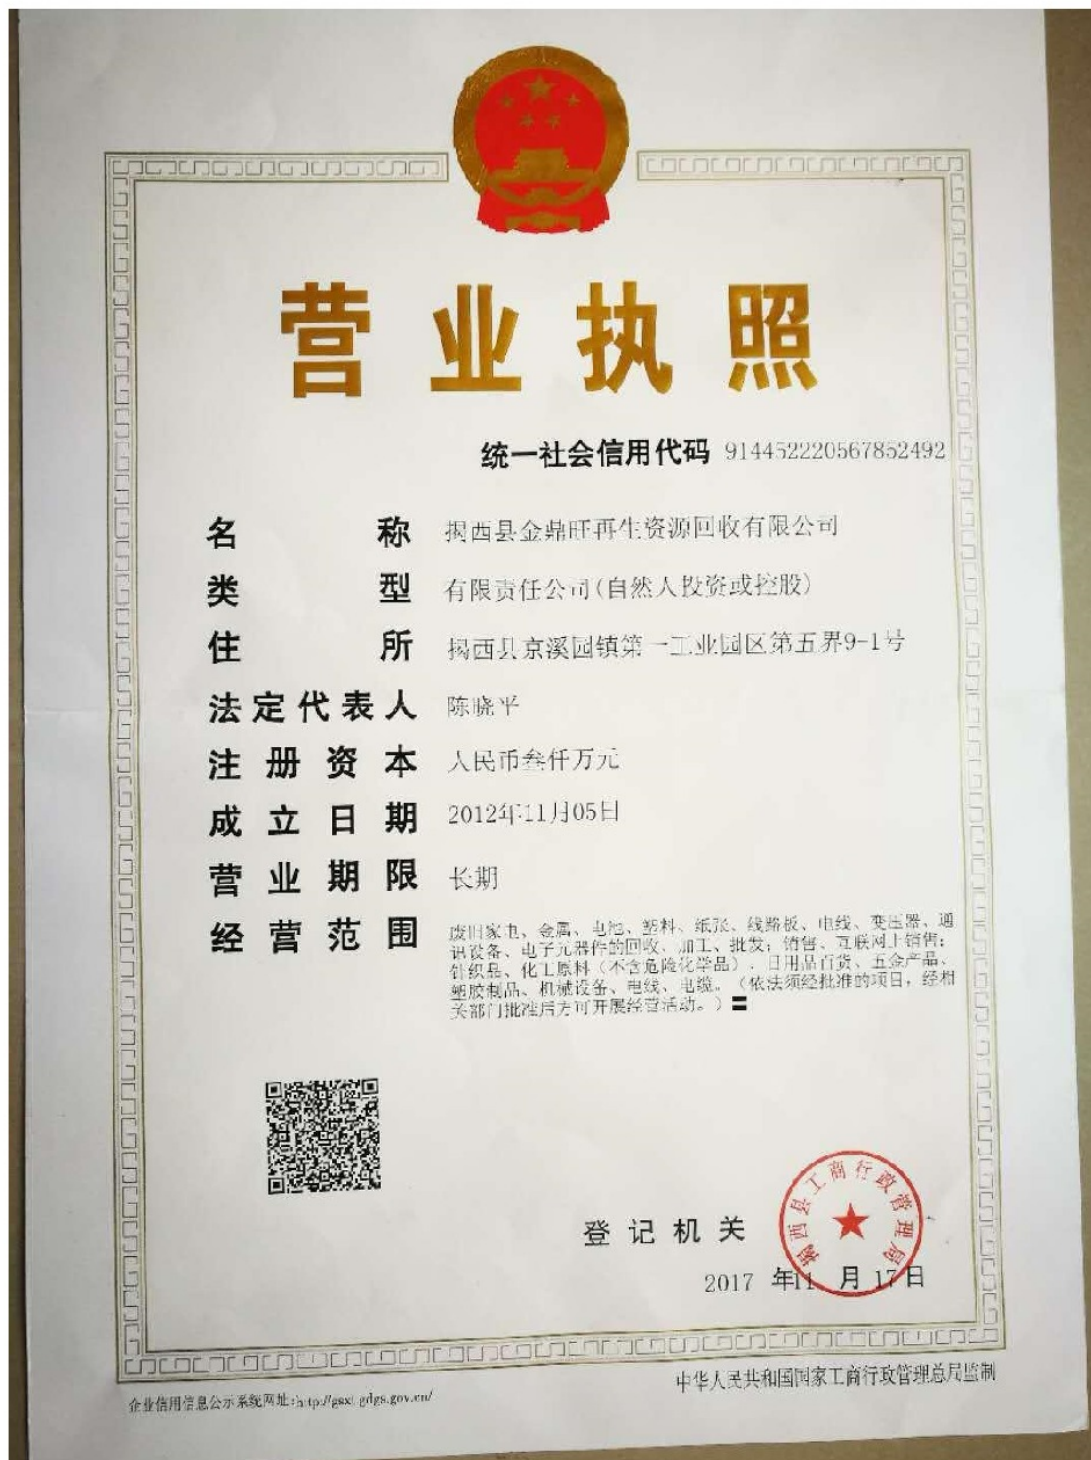 营业执照
统一社会信用代码 914452220567852492
名称 揭西县金鼎旺再生资源回收有限公司
类型 有限责任公司(自然人投资或控股)
住所 揭西县京溪园镇第一工业园区第五界9-1号
法定代表人 陈晓平
注册资本 人民币叁仟万元
成立日期 2012年11月05日
营业期限 长期
经营范围 废旧家电、金属、电池、塑料、纸张、线路板、电线、变压器、通
讯设备、电子元器件的回收、加工、批发;销售、互联网上销售:
针织品、化工原料(不含危险化学品)、日用品百货、五金产品、
塑胶制品、机械设备、电线、电缆。(依法须经批准的项目,经相
关部门批准后方可开展经营活动。)〓
揭西县工商行政管理局
登记机关
2017 年11 月17日
企业信用信息公示系统网址:http://gsxt.gdgs.gov.cn/
中华人民共和国国家工商行政管理总局监制